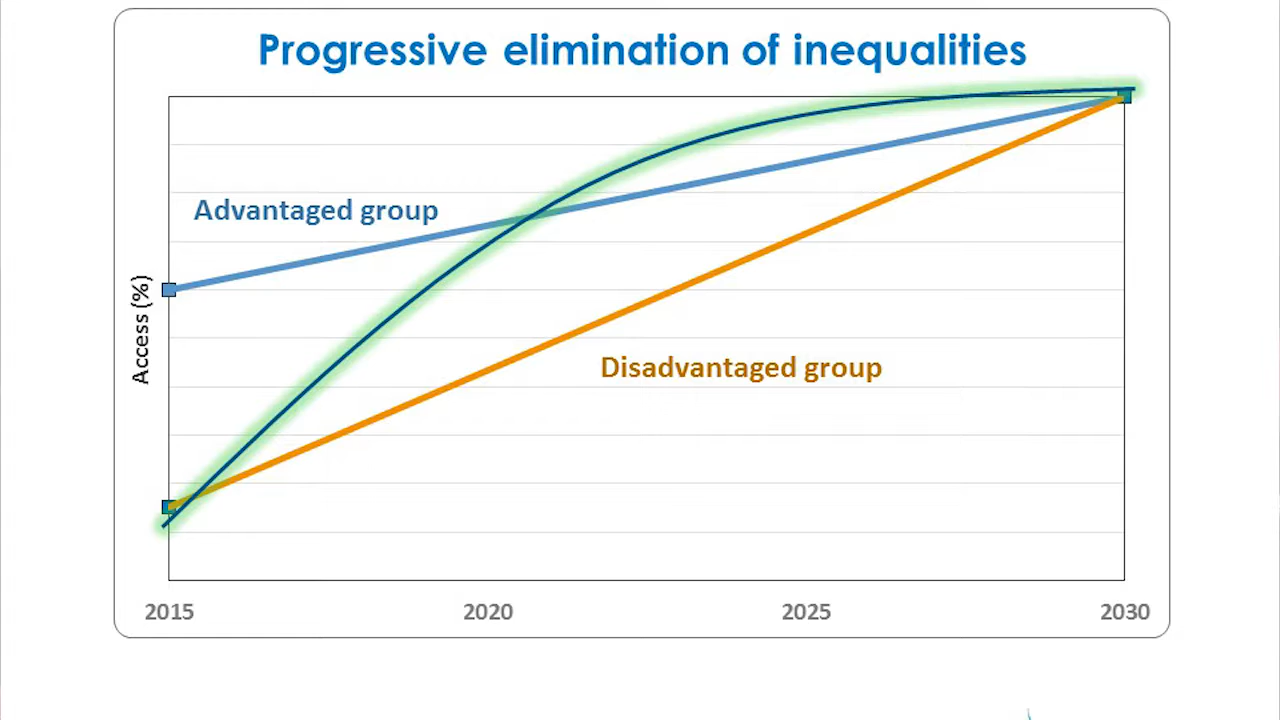 Progressive elimination of inequalities
Advantaged group
Access (%)
Disadvantaged group
2015 2020 2025 2030